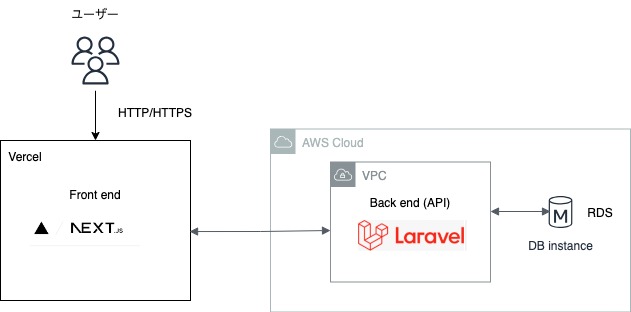 ユーザー
HTTP/HTTPS
Vercel
Front end
NEXT.JS
AWS Cloud
VPC
Back end (API)
Laravel
M
RDS
DB instance